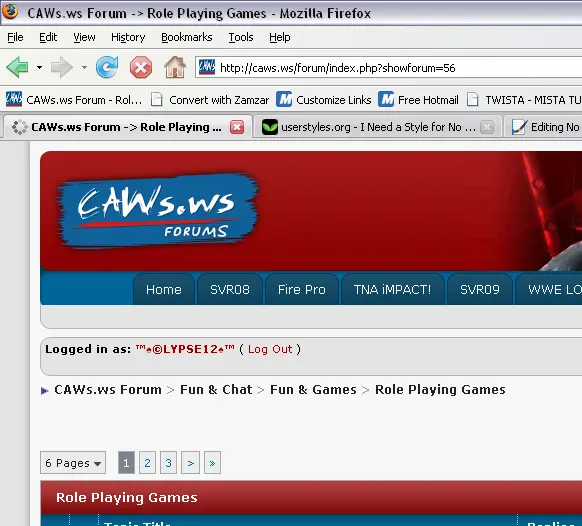 CAWs.ws Forum -> Role Playing Games - Mozilla Firefox
File Edit View History Bookmarks Tools Help
http://caws.ws/forum/index.php?showforum=56
CAWs.ws Forum - Rol... Convert with Zamzar Customize Links Free Hotmail TWISTA - MISTA TU
CAWs.ws Forum -> Role Playing ... userstyles.org - I Need a Style for No ... Editing No
CAWs.ws
FORUMS
Home SVR08 Fire Pro TNA iMPACT! SVR09 WWE LO
Logged in as: ™♠©LYPSE12♠™ ( Log Out )
CAWs.ws Forum > Fun & Chat > Fun & Games > Role Playing Games
6 Pages 1 2 3 > »
Role Playing Games
Topic Title Replies